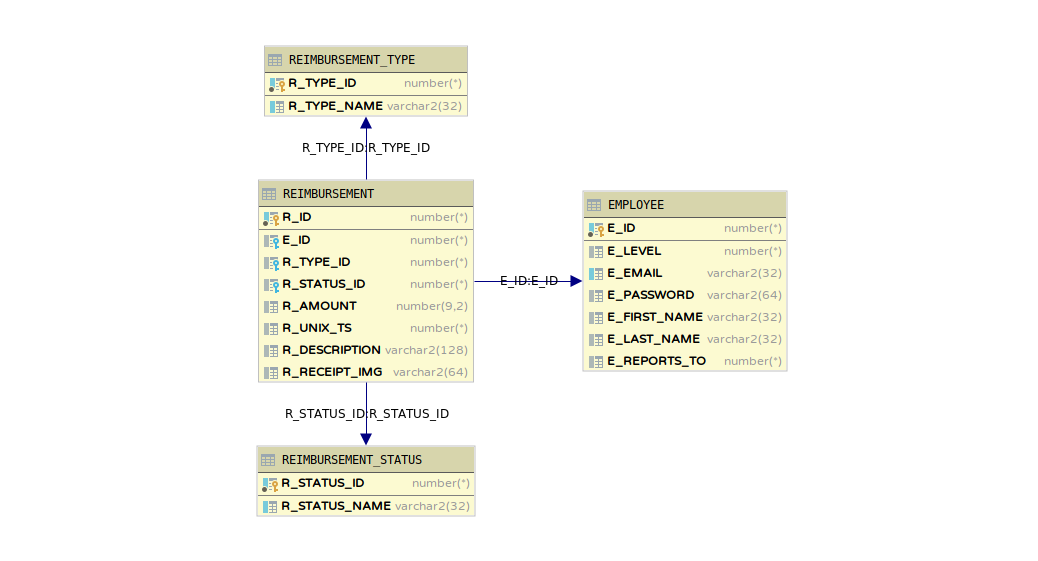 REIMBURSEMENT_TYPE
R_TYPE_ID number(*)
R_TYPE_NAME varchar2(32)
R_TYPE_ID:R_TYPE_ID
REIMBURSEMENT
R_ID number(*)
E_ID number(*)
R_TYPE_ID number(*)
R_STATUS_ID number(*)
R_AMOUNT number(9,2)
R_UNIX_TS number(*)
R_DESCRIPTION varchar2(128)
R_RECEIPT_IMG varchar2(64)
E_ID:E_ID
EMPLOYEE
E_ID number(*)
E_LEVEL number(*)
E_EMAIL varchar2(32)
E_PASSWORD varchar2(64)
E_FIRST_NAME varchar2(32)
E_LAST_NAME varchar2(32)
E_REPORTS_TO number(*)
R_STATUS_ID:R_STATUS_ID
REIMBURSEMENT_STATUS
R_STATUS_ID number(*)
R_STATUS_NAME varchar2(32)